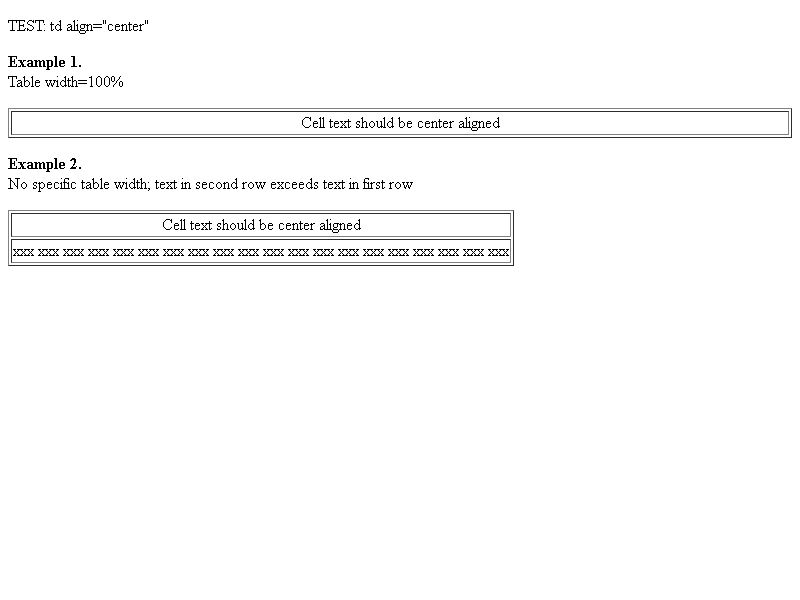 TEST: td align="center"
Example 1.
Table width=100%
Cell text should be center aligned
Example 2.
No specific table width; text in second row exceeds text in first row
Cell text should be center aligned
xxx xxx xxx xxx xxx xxx xxx xxx xxx xxx xxx xxx xxx xxx xxx xxx xxx xxx xxx xxx